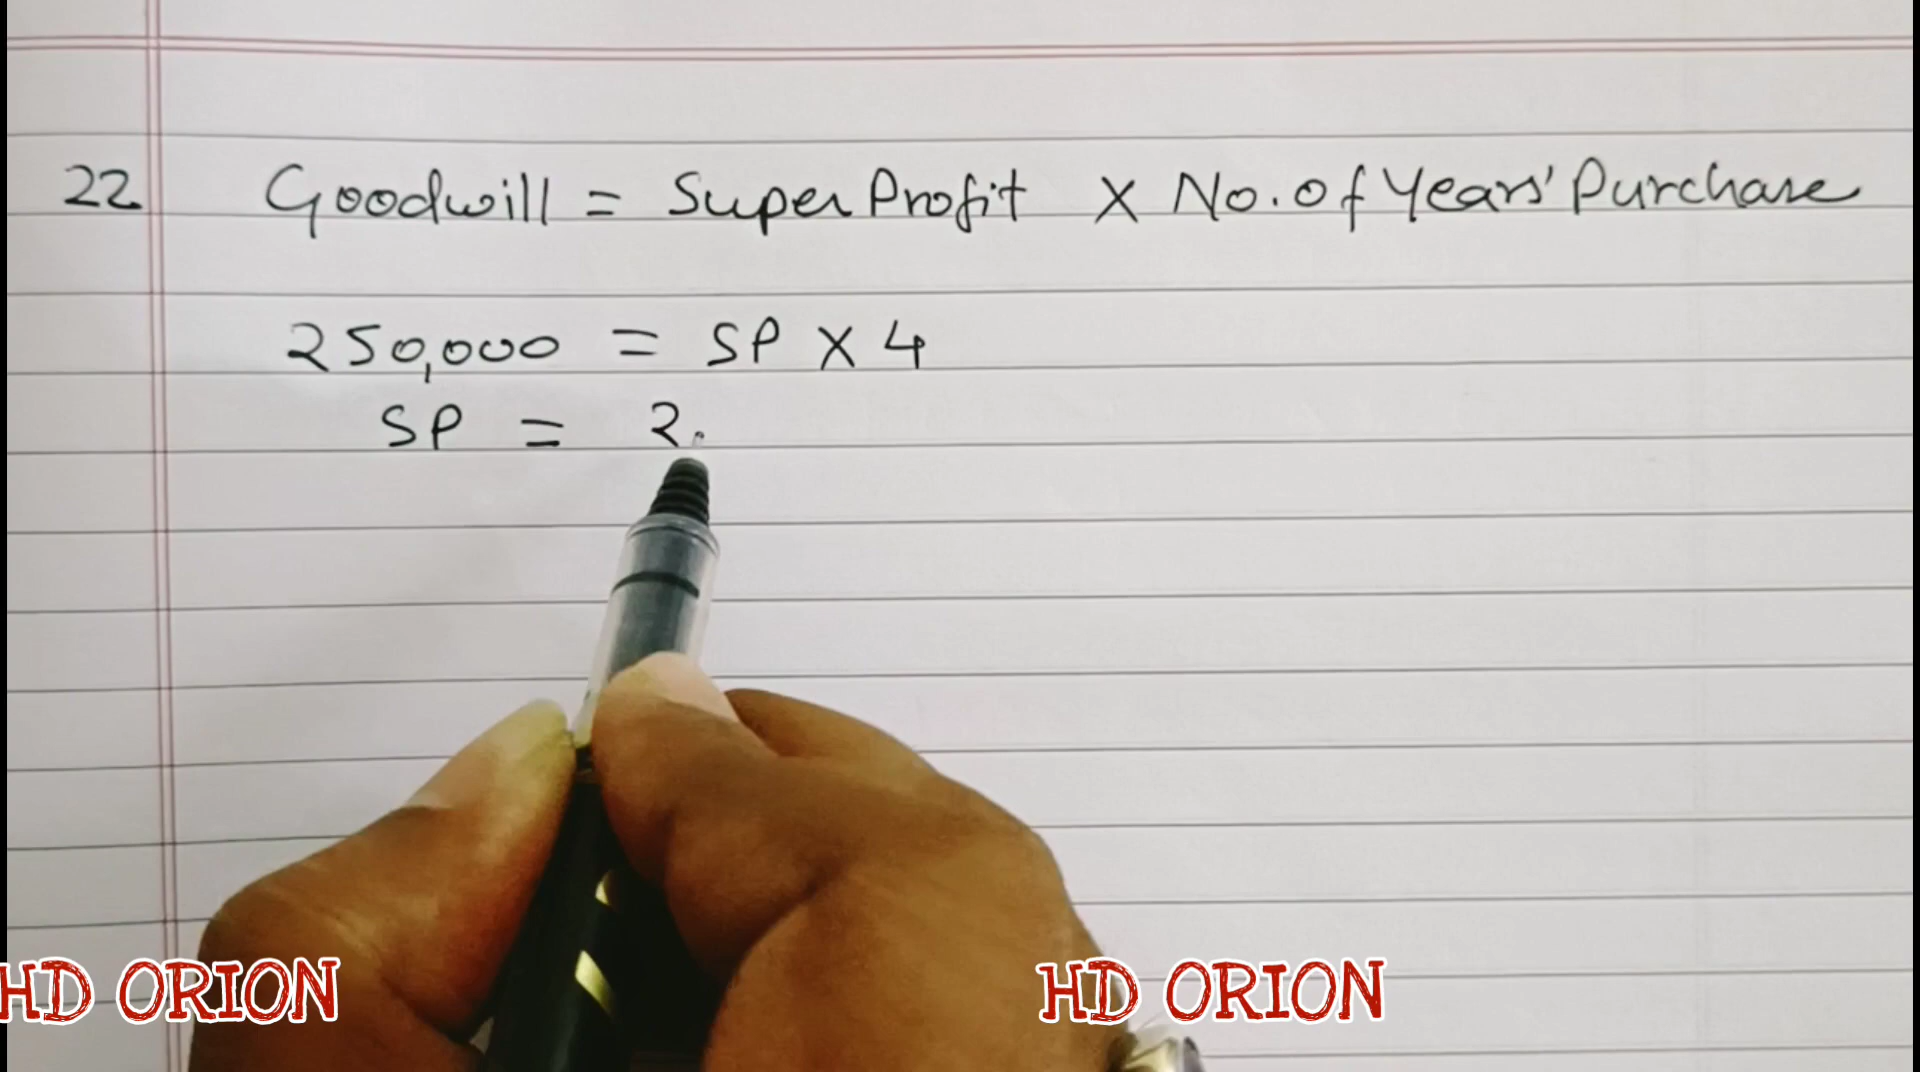 22. Goodwill = Super Profit X No. of Years' Purchase
250,000 = SP X 4
SP = 2
HD ORION HD ORION